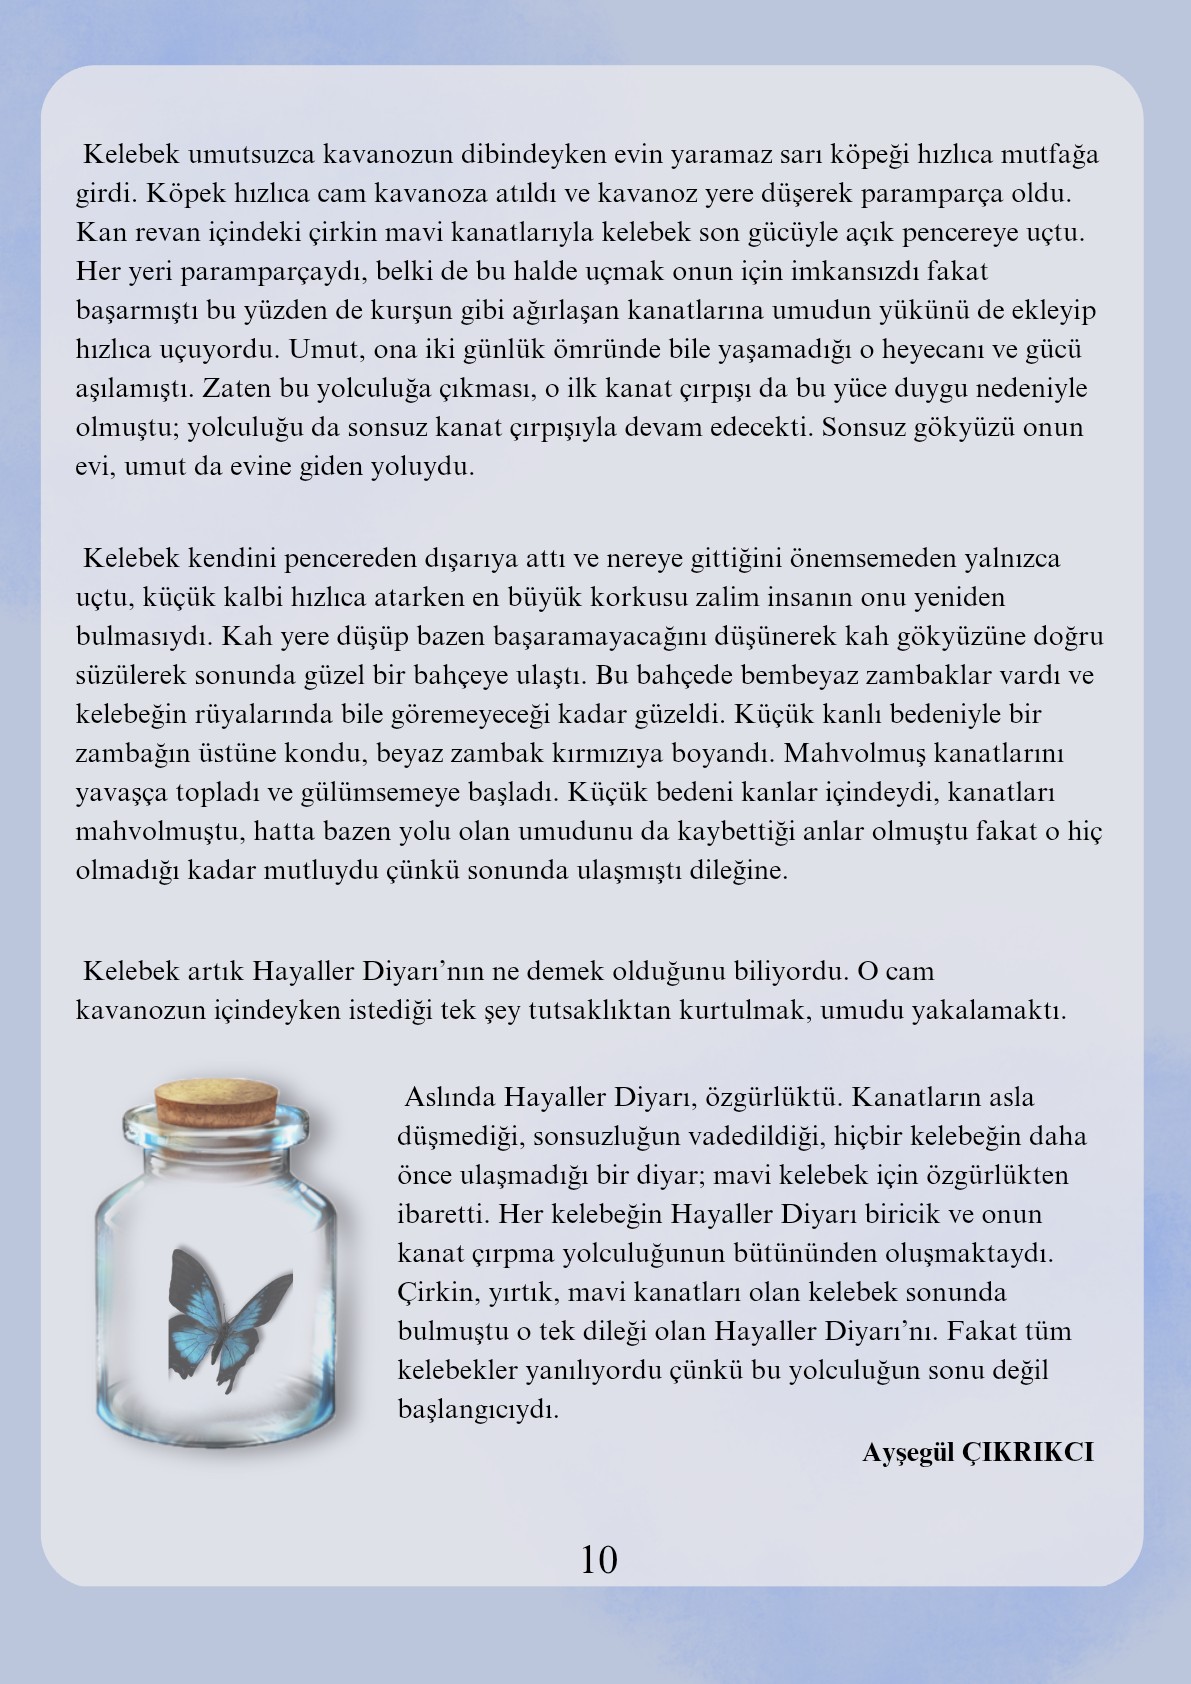 Kelebek umutsuzca kavanozun dibindeyken evin yaramaz sarı köpeği hızlıca mutfağa
girdi. Köpek hızlıca cam kavanoza atıldı ve kavanoz yere düşerek paramparça oldu.
Kan revan içindeki çirkin mavi kanatlarıyla kelebek son gücüyle açık pencereye uçtu.
Her yeri paramparçaydı, belki de bu halde uçmak onun için imkansızdı fakat
başarmıştı bu yüzden de kurşun gibi ağırlaşan kanatlarına umudun yükünü de ekleyip
hızlıca uçuyordu. Umut, ona iki günlük ömründe bile yaşamadığı o heyecanı ve gücü
aşılamıştı. Zaten bu yolculuğa çıkması, o ilk kanat çırpışı da bu yüce duygu nedeniyle
olmuştu; yolculuğu da sonsuz kanat çırpışıyla devam edecekti. Sonsuz gökyüzü onun
evi, umut da evine giden yoluydu.
Kelebek kendini pencereden dışarıya attı ve nereye gittiğini önemsemeden yalnızca
uçtu, küçük kalbi hızlıca atarken en büyük korkusu zalim insanın onu yeniden
bulmasıydı. Kah yere düşüp bazen başaramayacağını düşünerek kah gökyüzüne doğru
süzülerek sonunda güzel bir bahçeye ulaştı. Bu bahçede bembeyaz zambaklar vardı ve
kelebeğin rüyalarında bile göremeyeceği kadar güzeldi. Küçük kanlı bedeniyle bir
zambağın üstüne kondu, beyaz zambak kırmızıya boyandı. Mahvolmuş kanatlarını
yavaşça topladı ve gülümsemeye başladı. Küçük bedeni kanlar içindeydi, kanatları
mahvolmuştu, hatta bazen yolu olan umudunu da kaybettiği anlar olmuştu fakat o hiç
olmadığı kadar mutluydu çünkü sonunda ulaşmıştı dileğine.
Kelebek artık Hayaller Diyarı’nın ne demek olduğunu biliyordu. O cam
kavanozun içindeyken istediği tek şey tutsaklıktan kurtulmak, umudu yakalamaktı.
Aslında Hayaller Diyarı, özgürlüktü. Kanatların asla
düşmediği, sonsuzluğun vadedildiği, hiçbir kelebeğin daha
önce ulaşmadığı bir diyar; mavi kelebek için özgürlükten
ibaretti. Her kelebeğin Hayaller Diyarı biricik ve onun
kanat çırpma yolculuğunun bütününden oluşmaktaydı.
Çirkin, yırtık, mavi kanatları olan kelebek sonunda
bulmuştu o tek dileği olan Hayaller Diyarı’nı. Fakat tüm
kelebekler yanılıyordu çünkü bu yolculuğun sonu değil
başlangıcıydı.
Ayşegül ÇIKRIKCI
10